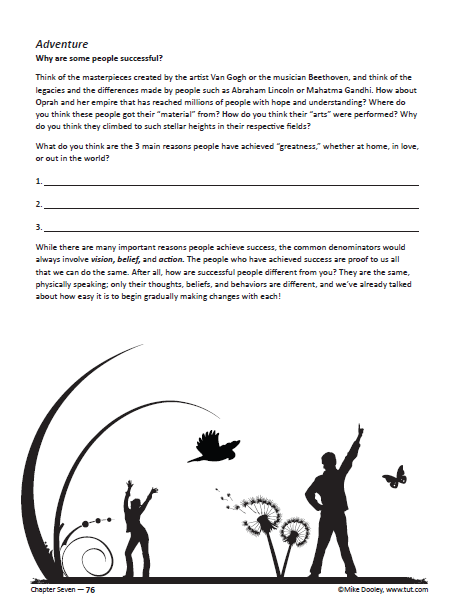 Adventure
Why are some people successful?
Think of the masterpieces created by the artist Van Gogh or the musician Beethoven, and think of the
legacies and the differences made by people such as Abraham Lincoln or Mahatma Gandhi. How about
Oprah and her empire that has reached millions of people with hope and understanding? Where do
you think these people got their “material” from? How do you think their “arts” were performed? Why
do you think they climbed to such stellar heights in their respective fields?
What do you think are the 3 main reasons people have achieved “greatness,” whether at home, in love,
or out in the world?
1.
2.
3.
While there are many important reasons people achieve success, the common denominators would
always involve vision, belief, and action. The people who have achieved success are proof to us all
that we can do the same. After all, how are successful people different from you? They are the same,
physically speaking; only their thoughts, beliefs, and behaviors are different, and we’ve already talked
about how easy it is to begin gradually making changes with each!
Chapter Seven — 76
©Mike Dooley, www.tut.com